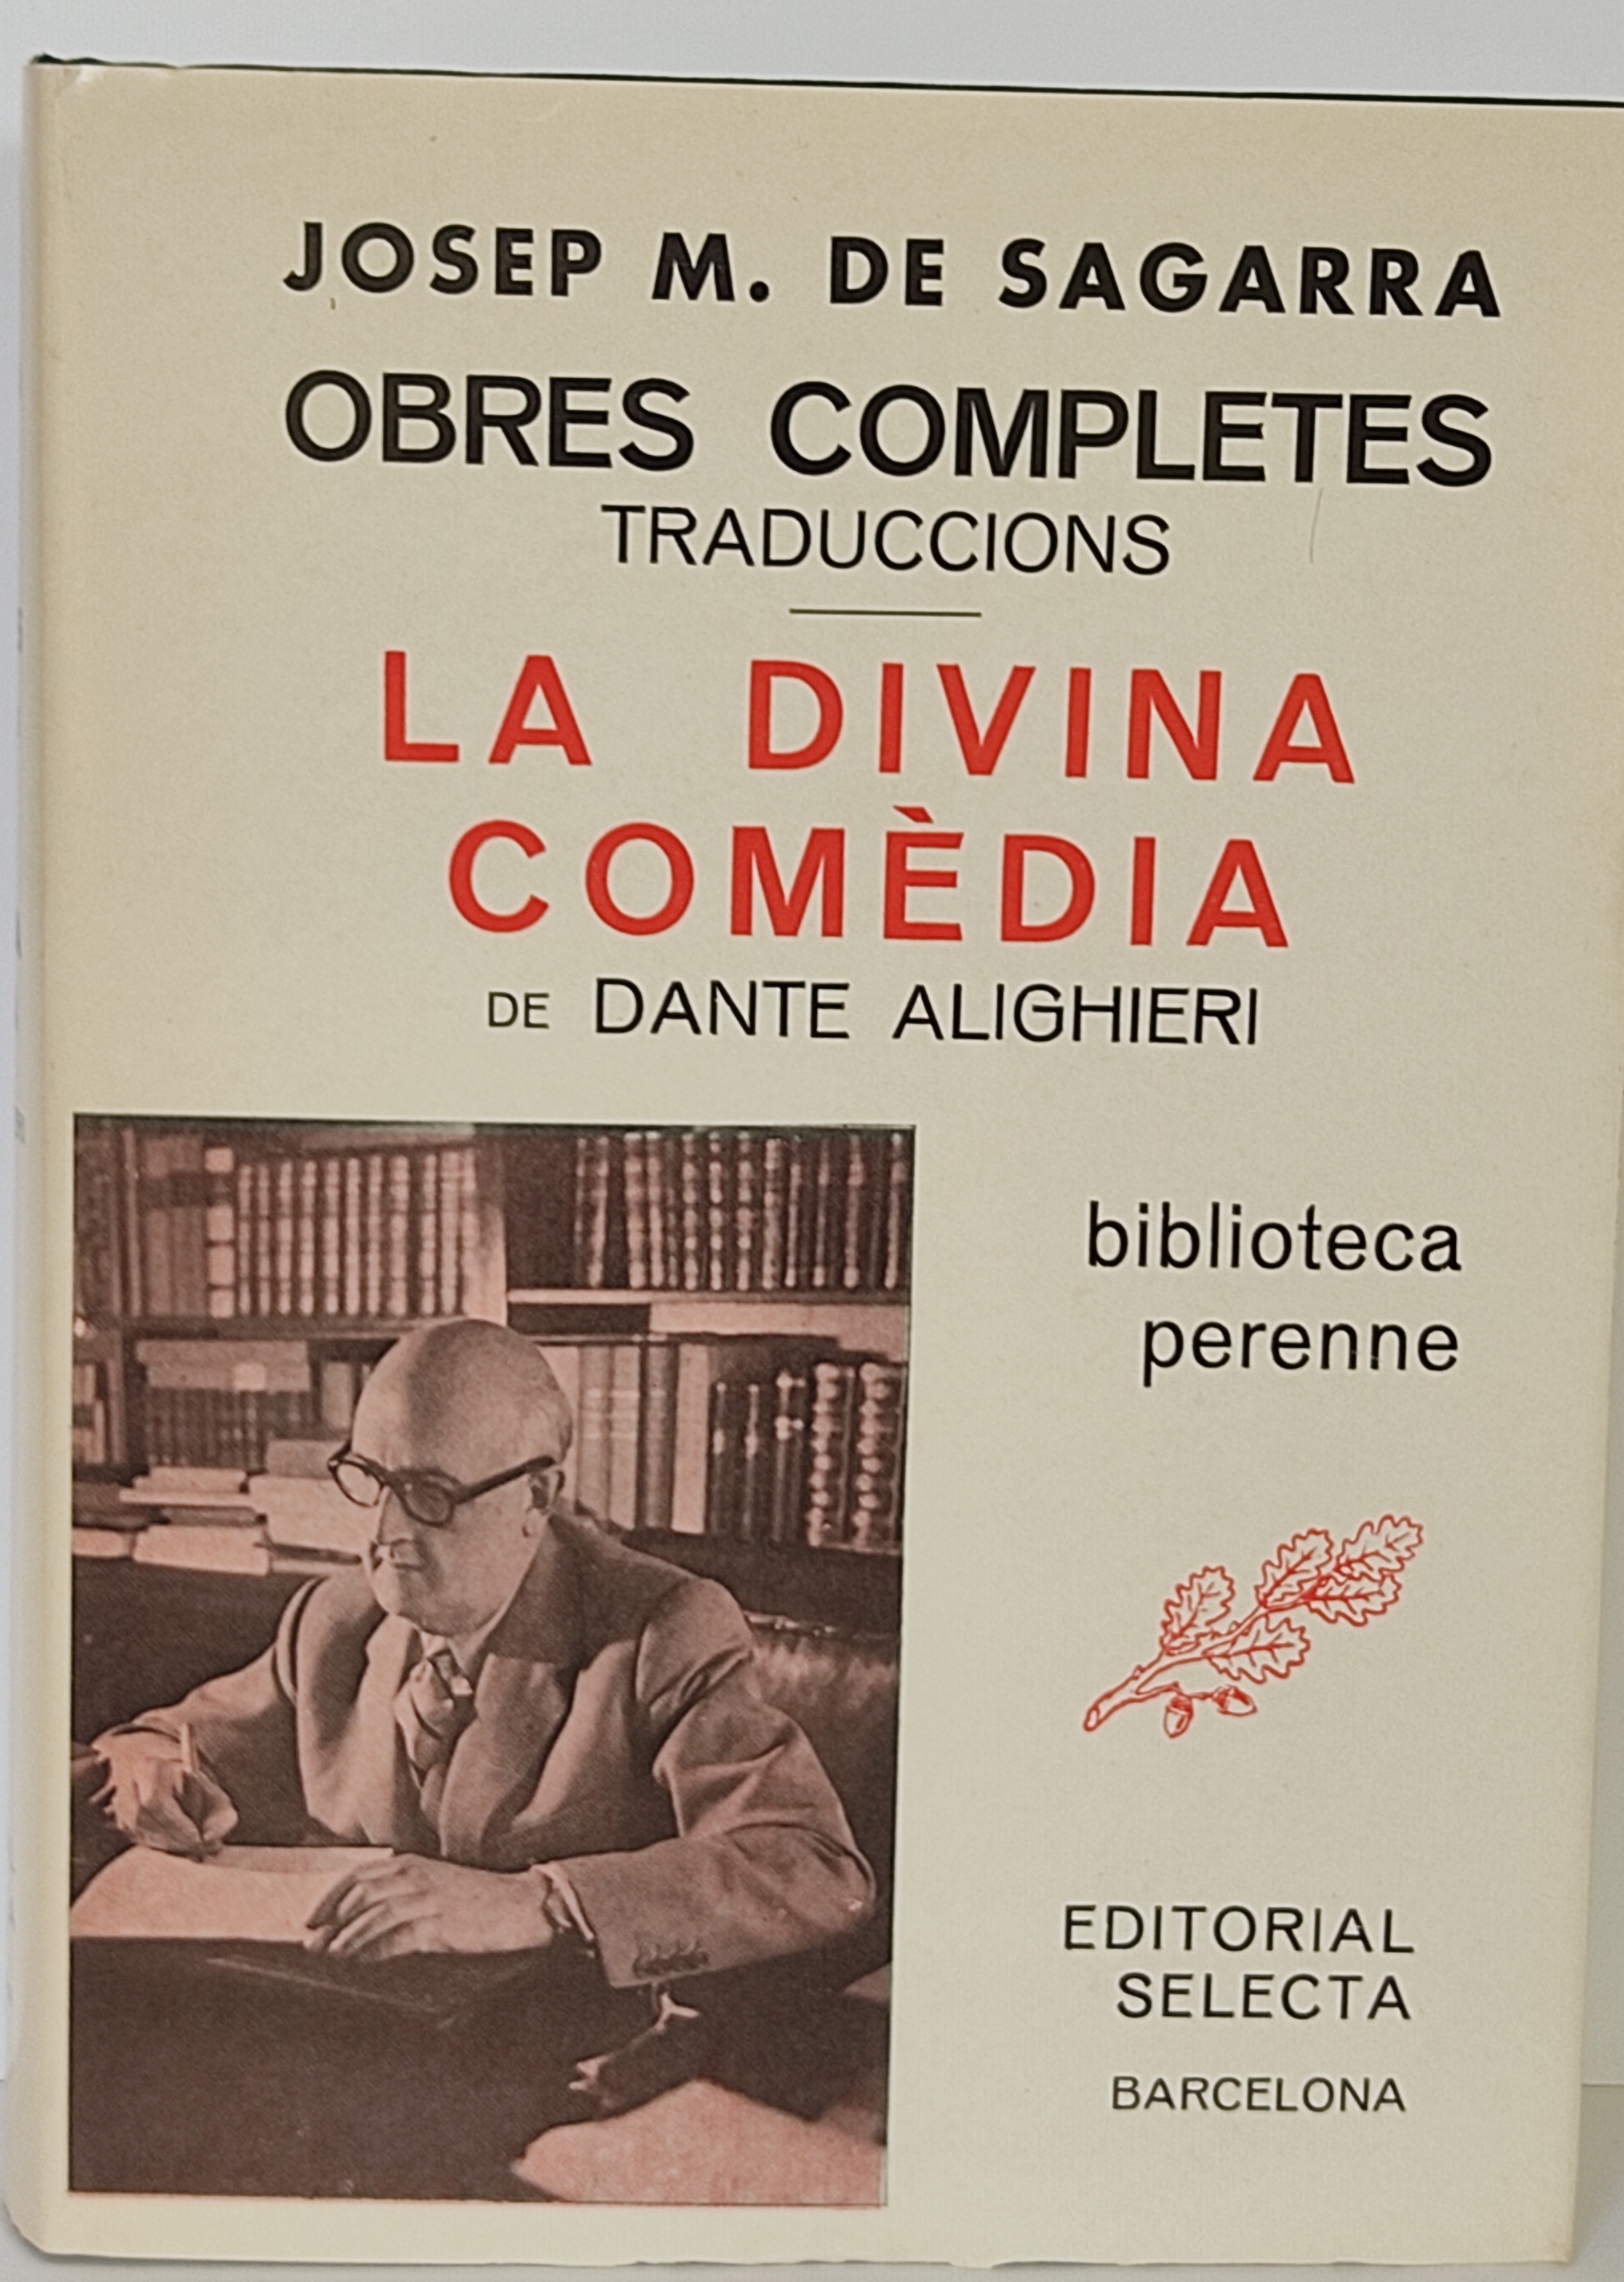 JOSEP M. DE SAGARRA
OBRES COMPLETES
TRADUCCIONS
LA DIVINA
COMÈDIA
DE DANTE ALIGHIERI
biblioteca
perenne
EDITORIAL
SELECTA
BARCELONA